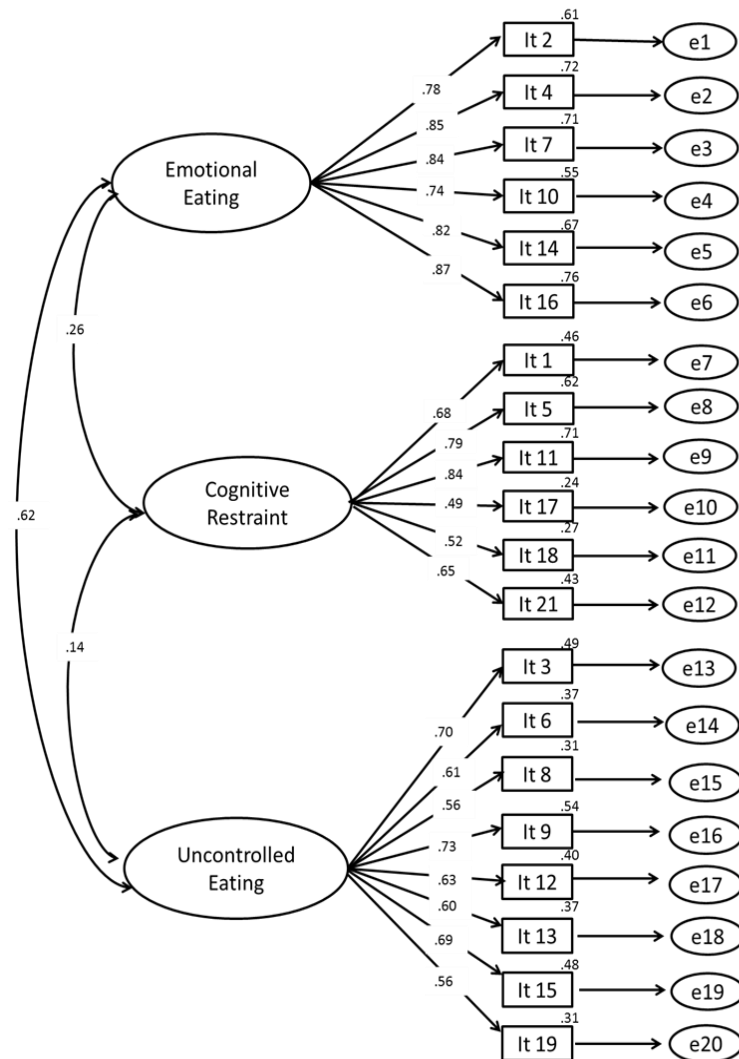 .61
It 2
e1
.78
.72
It 4
e2
.85
.71
It 7
e3
.84
Emotional
Eating
.55
It 10
e4
.74
.67
It 14
e5
.82
.76
It 16
e6
.87
.26
.46
It 1
e7
.68
.62
It 5
e8
.79
.71
It 11
e9
.84
Cognitive
Restraint
.24
It 17
e10
.49
.62
.27
It 18
e11
.52
.43
It 21
e12
.65
.14
.49
It 3
e13
.70
.37
It 6
e14
.61
.31
It 8
e15
.56
.54
It 9
e16
.73
Uncontrolled
Eating
.40
It 12
e17
.63
.37
It 13
e18
.60
.48
It 15
e19
.69
.31
It 19
e20
.56